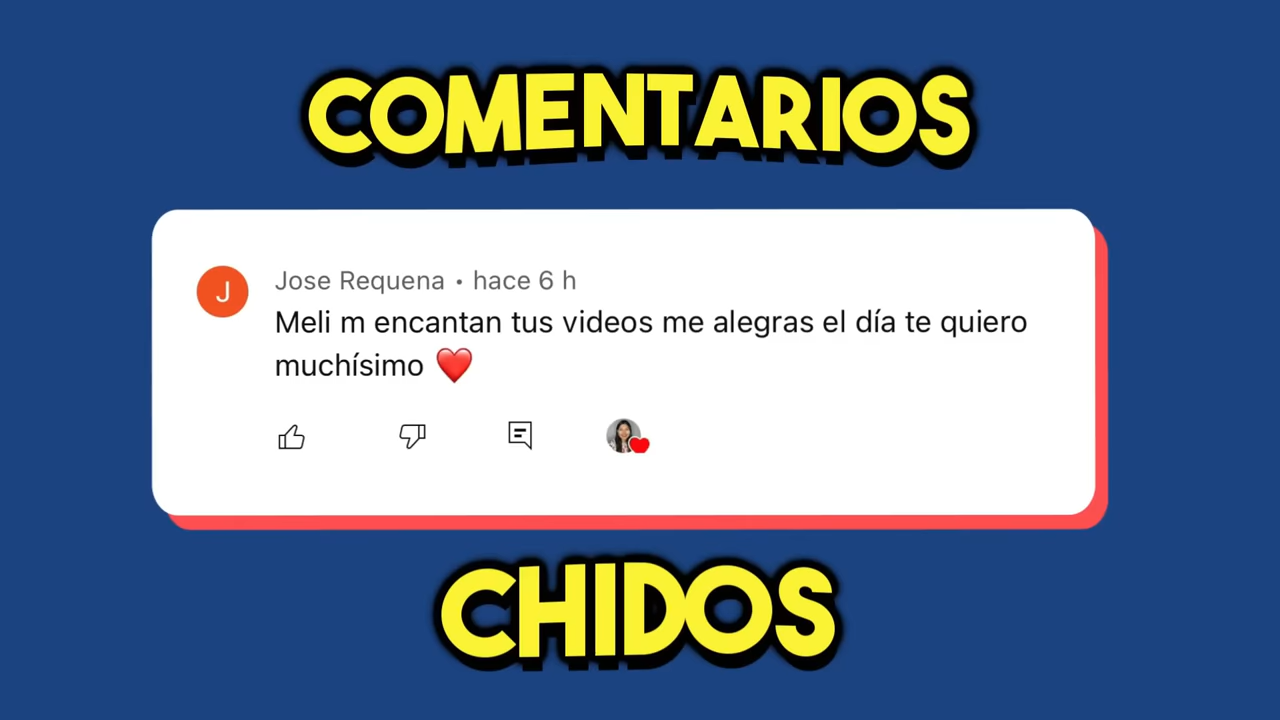 COMENTARIOS
J
Jose Requena • hace 6 h
Meli m encantan tus videos me alegras el día te quiero
muchísimo ❤️
CHIDOS